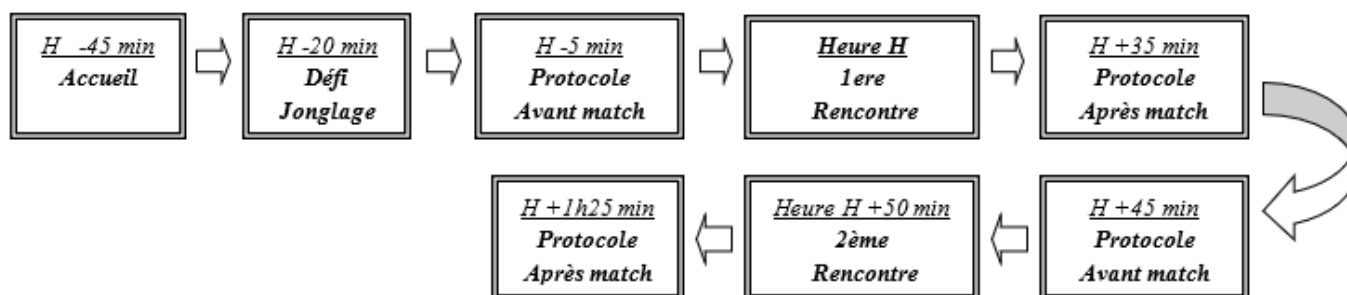 H -45 min
Accueil
H -20 min
Défi
Jonglage
H -5 min
Protocole
Avant match
Heure H
1ere
Rencontre
H +35 min
Protocole
Après match
H +45 min
Protocole
Avant match
Heure H +50 min
2ème
Rencontre
H +1h25 min
Protocole
Après match